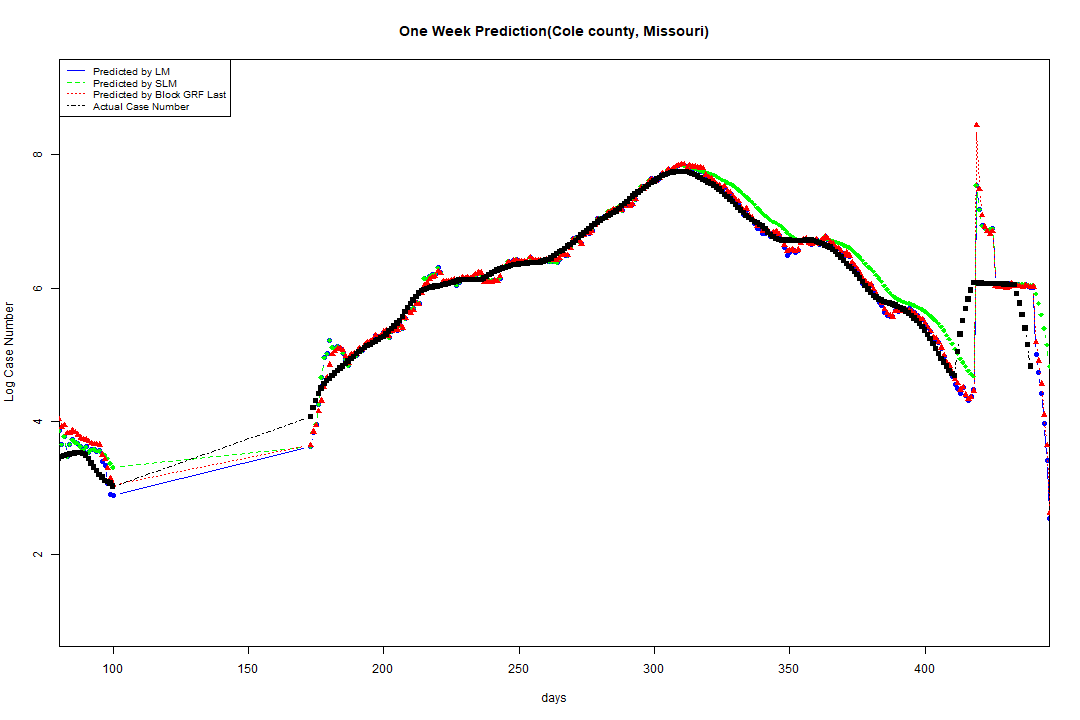 One Week Prediction(Cole county, Missouri)
Predicted by LM
Predicted by SLM
Predicted by Block GRF Last
Actual Case Number
8
6
4
2
Log Case Number
100 150 200 250 300 350 400
days